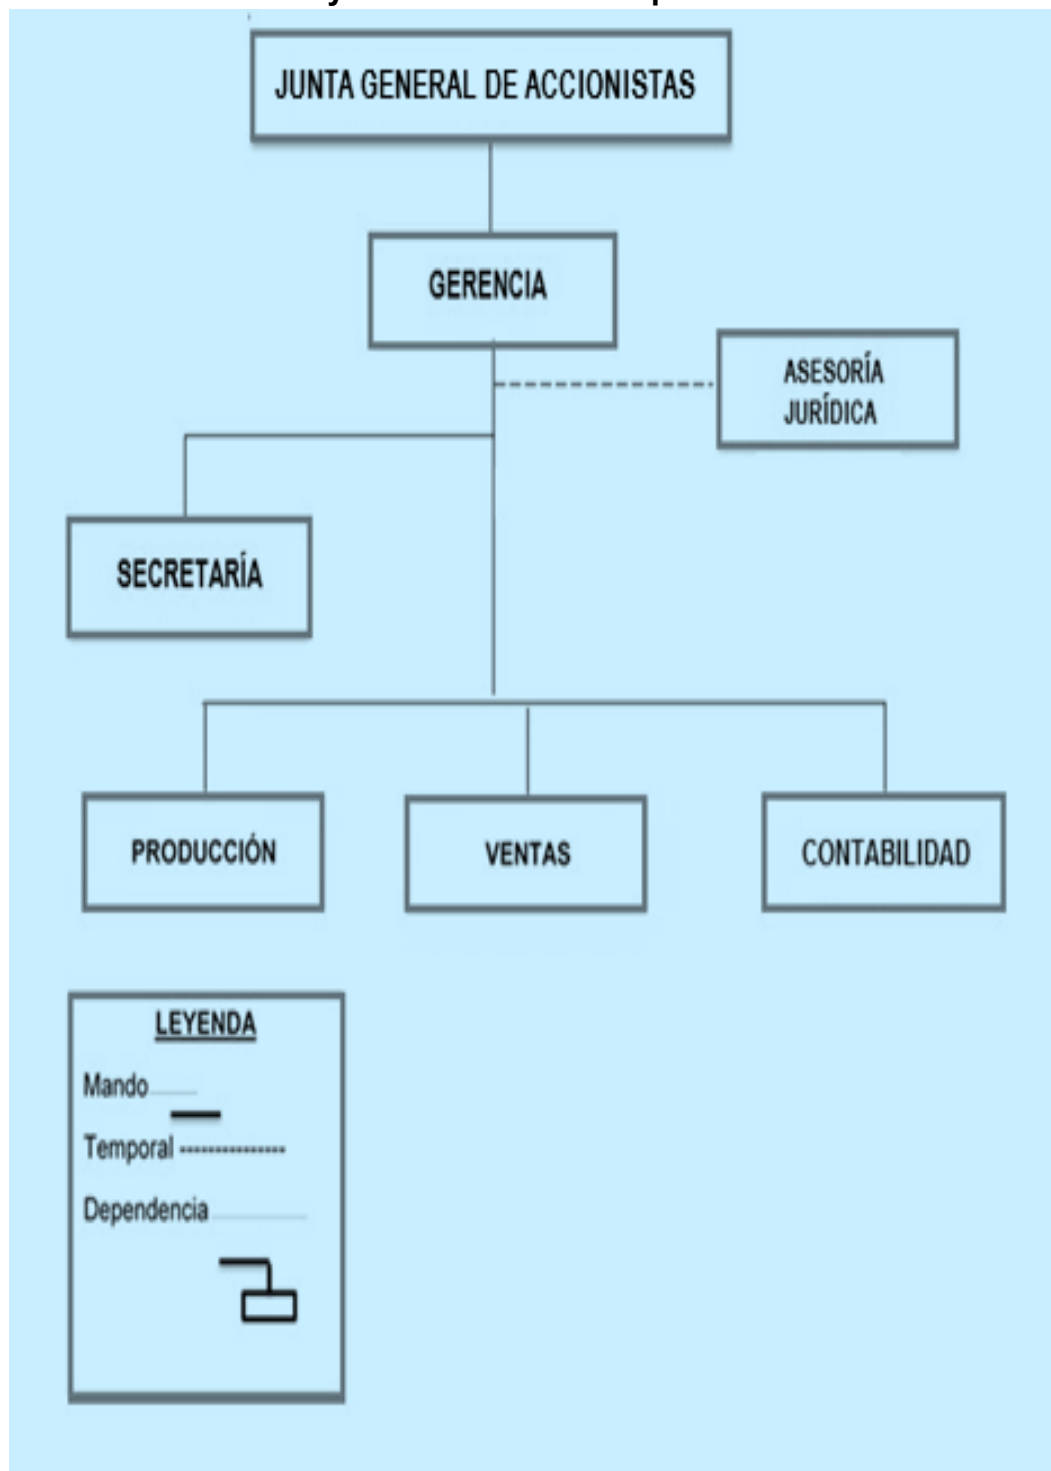 JUNTA GENERAL DE ACCIONISTAS
GERENCIA
ASESORÍA
JURÍDICA
SECRETARÍA
PRODUCCIÓN
VENTAS
CONTABILIDAD
LEYENDA
Mando
Temporal ---------------
Dependencia